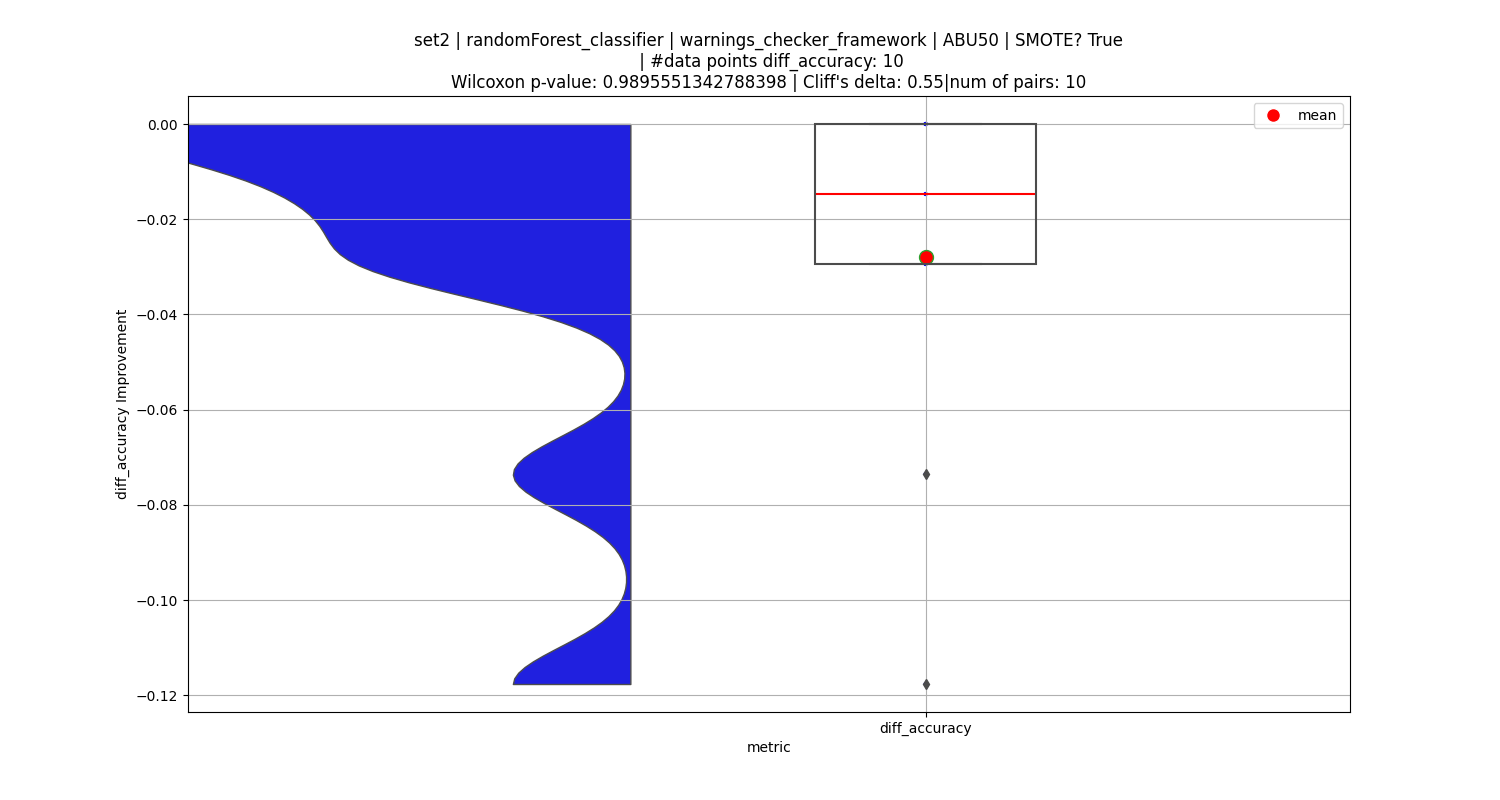 set2 | randomForest_classifier | warnings_checker_framework | ABU50 | SMOTE? True
| #data points diff_accuracy: 10
Wilcoxon p-value: 0.9895551342788398 | Cliff's delta: 0.55|num of pairs: 10
mean
0.00
−0.02
−0.04
−0.06
−0.08
−0.10
−0.12
diff_accuracy Improvement
diff_accuracy
metric